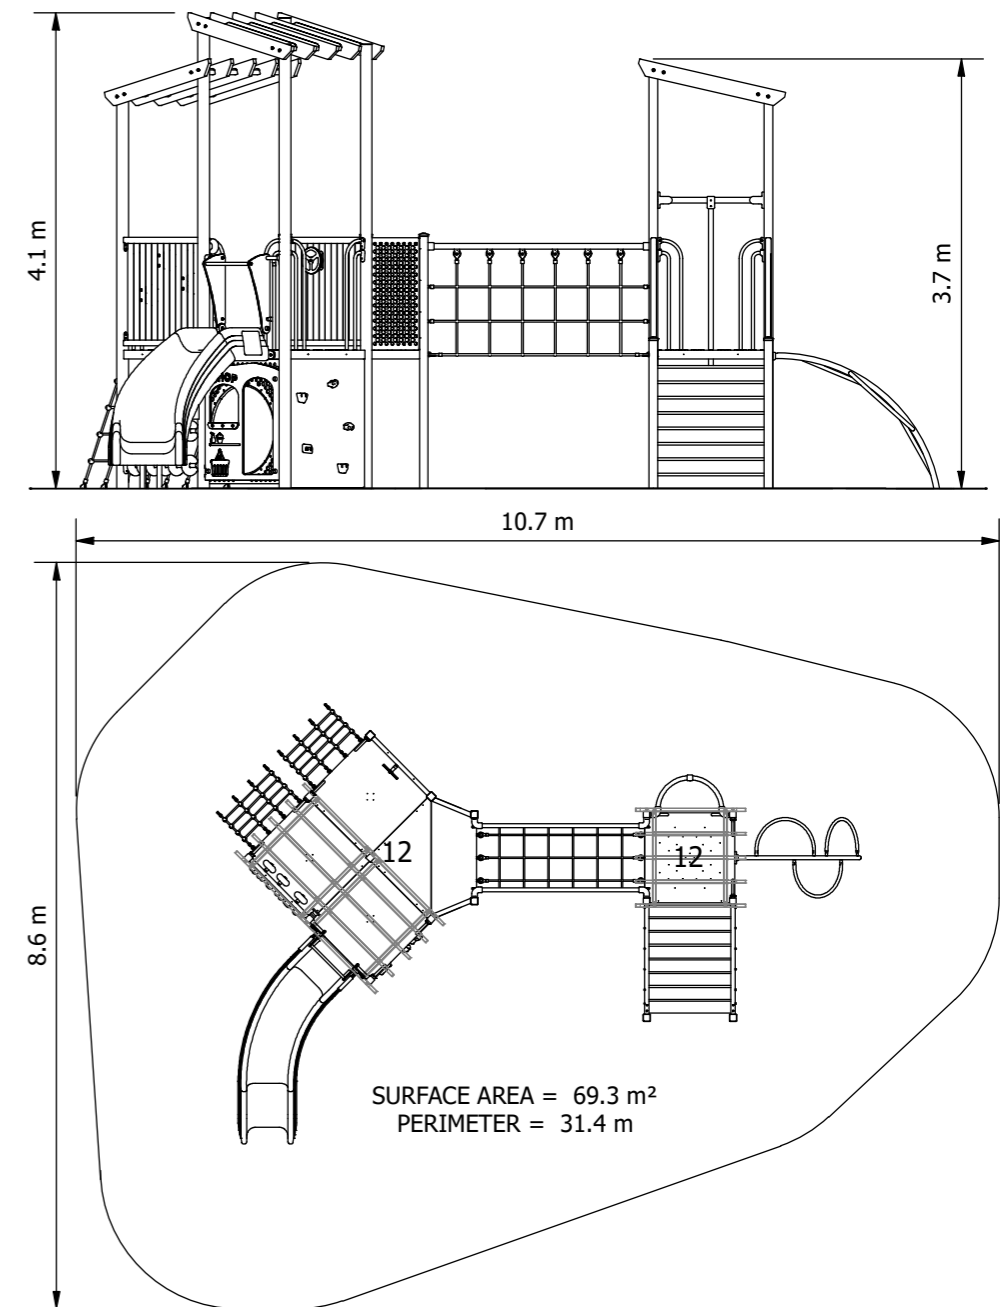 4.1 m
3.7 m
10.7 m
8.6 m
12
12
SURFACE AREA = 69.3 m²
PERIMETER = 31.4 m